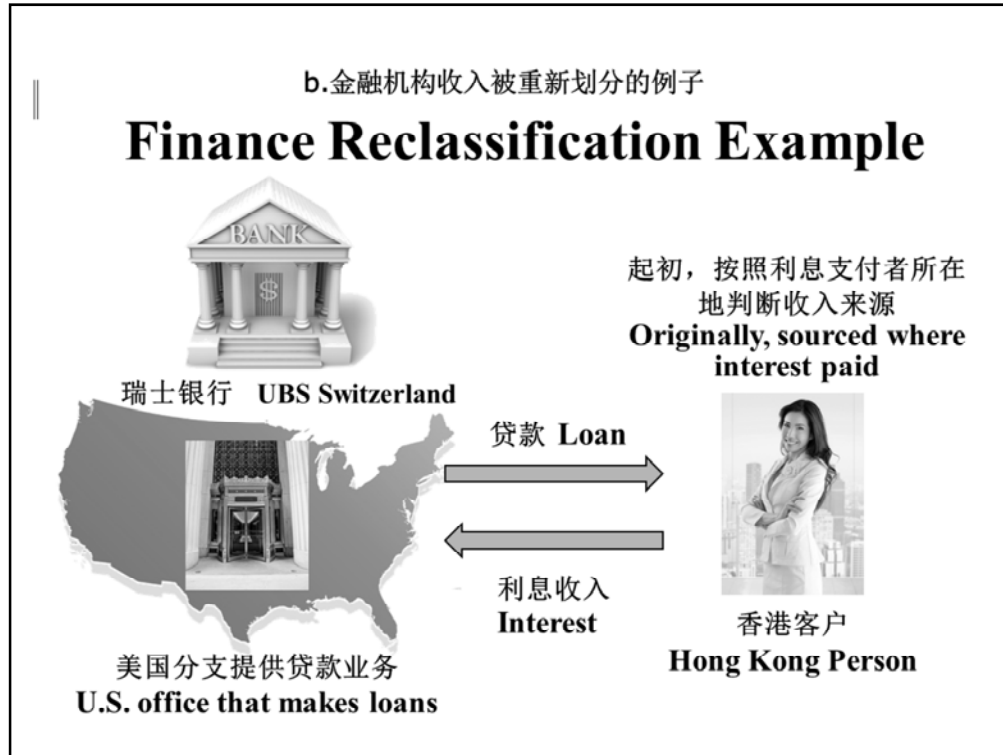 b.金融机构收入被重新划分的例子
Finance Reclassification Example
BANK
$
起初，按照利息支付者所在
地判断收入来源
Originally, sourced where
interest paid
瑞士银行 UBS Switzerland
贷款 Loan
利息收入
Interest
美国分支提供贷款业务
U.S. office that makes loans
香港客户
Hong Kong Person